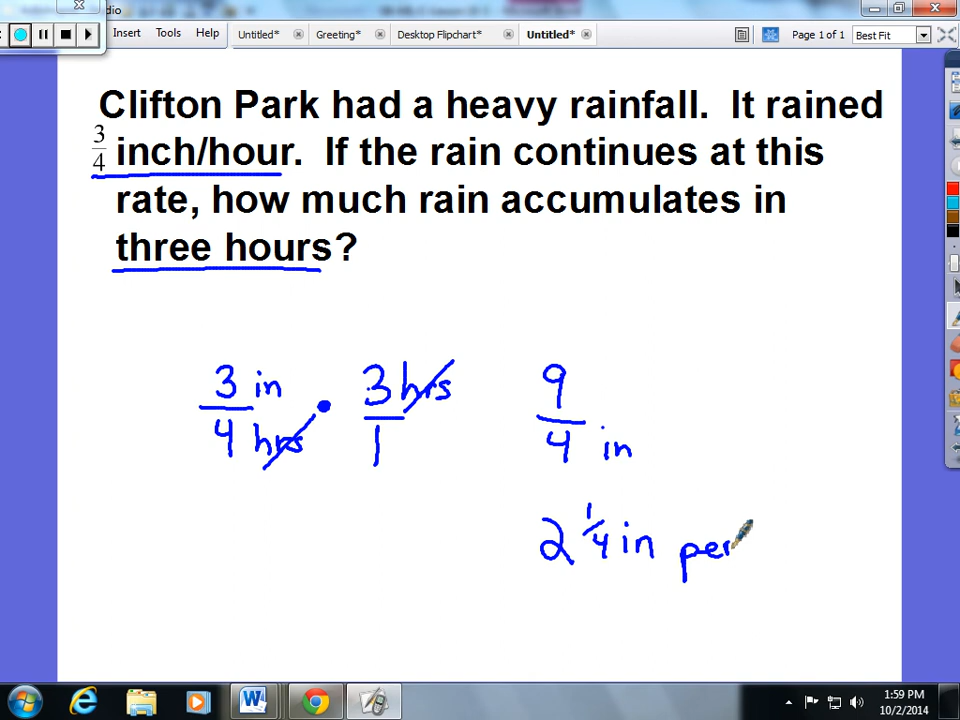 dio
Insert Tools Help Untitled* Greeting* Desktop Flipchart* Untitled* Page 1 of 1 Best Fit
Clifton Park had a heavy rainfall. It rained
3/4 inch/hour. If the rain continues at this
rate, how much rain accumulates in
three hours?
3 in 3 hrs 9
4 hrs 1 4 in
2 1/4 in per
1:59 PM
10/2/2014